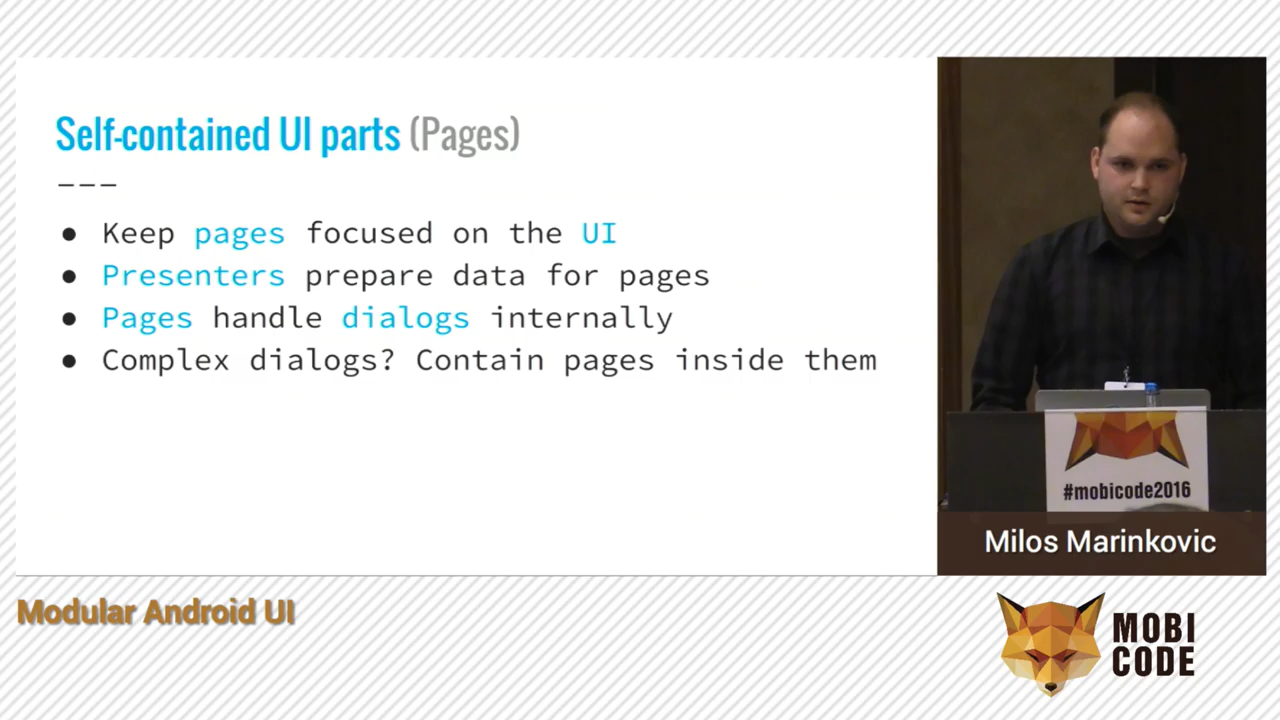 Self-contained UI parts (Pages)
---
● Keep pages focused on the UI
● Presenters prepare data for pages
● Pages handle dialogs internally
● Complex dialogs? Contain pages inside them
#mobicode2016
Milos Marinkovic
Modular Android UI
MOBI
CODE